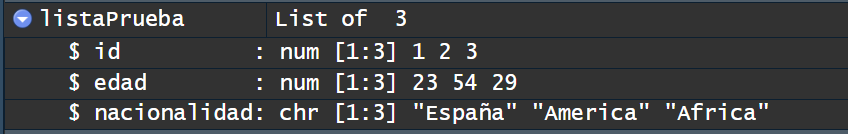 listaPrueba List of 3
$ id : num [1:3] 1 2 3
$ edad : num [1:3] 23 54 29
$ nacionalidad: chr [1:3] "España" "America" "Africa"